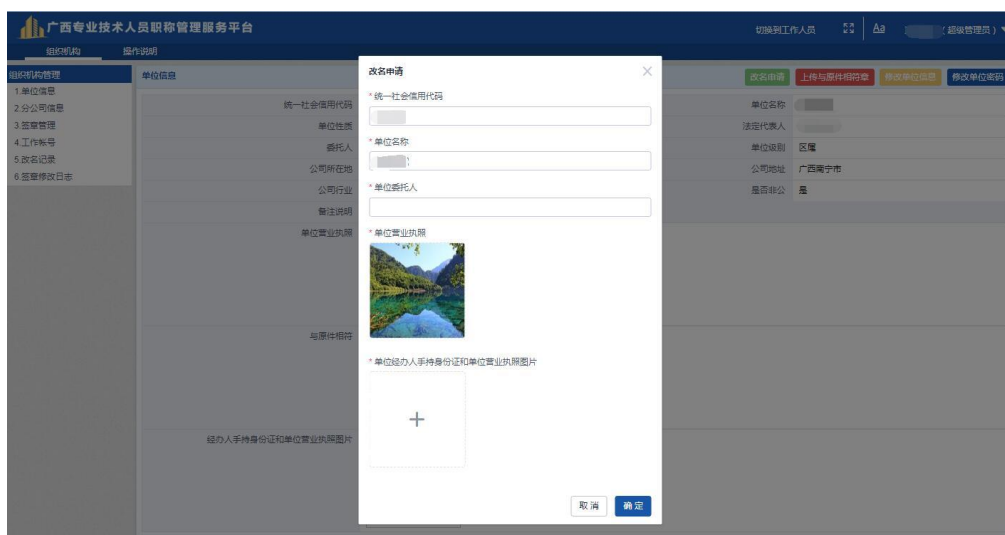 广西专业技术人员职称管理服务平台
切换到工作人员
Aa
(超级管理员)
组织机构 操作说明
组织机构管理
1.单位信息
2.分公司信息
3.签章管理
4.工作帐号
5.改名记录
6.签章修改日志
单位信息
改名申请 上传与原件相符章 修改单位信息 修改单位密码
统一社会信用代码
单位名称
单位性质
法定代表人
委托人
单位级别 区属
公司所在地
公司地址 广西南宁市
公司行业
是否非公 是
备注说明
单位营业执照
与原件相符
经办人手持身份证和单位营业执照图片
改名申请
* 统一社会信用代码
* 单位名称
* 单位委托人
* 单位营业执照
* 单位经办人手持身份证和单位营业执照图片
取消 确定